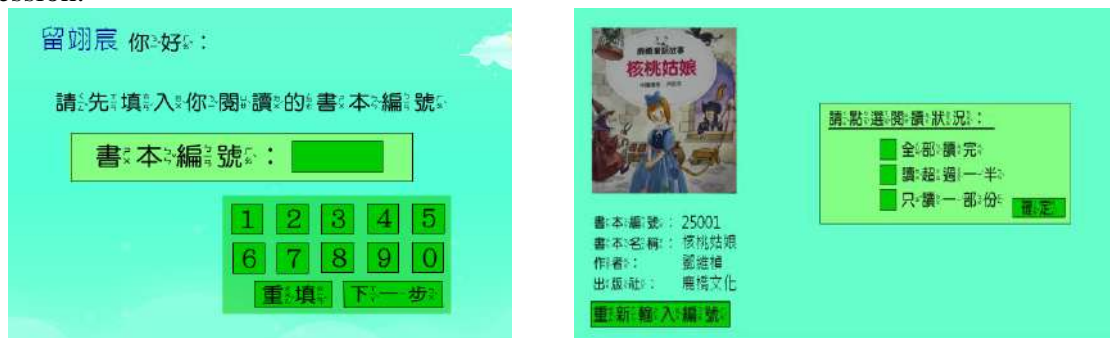 ession.
留翊宸 你好：
請先填入你閱讀的書本編號
書本編號：
1 2 3 4 5
6 7 8 9 0
重填 下一步
核桃姑娘
書本編號： 25001
書本名稱： 核桃姑娘
作者： 鄭維楨
出版社： 鹿橋文化
重新輸入編號
請點選閱讀狀況：
全部讀完
讀超過一半
只讀一部份
確定